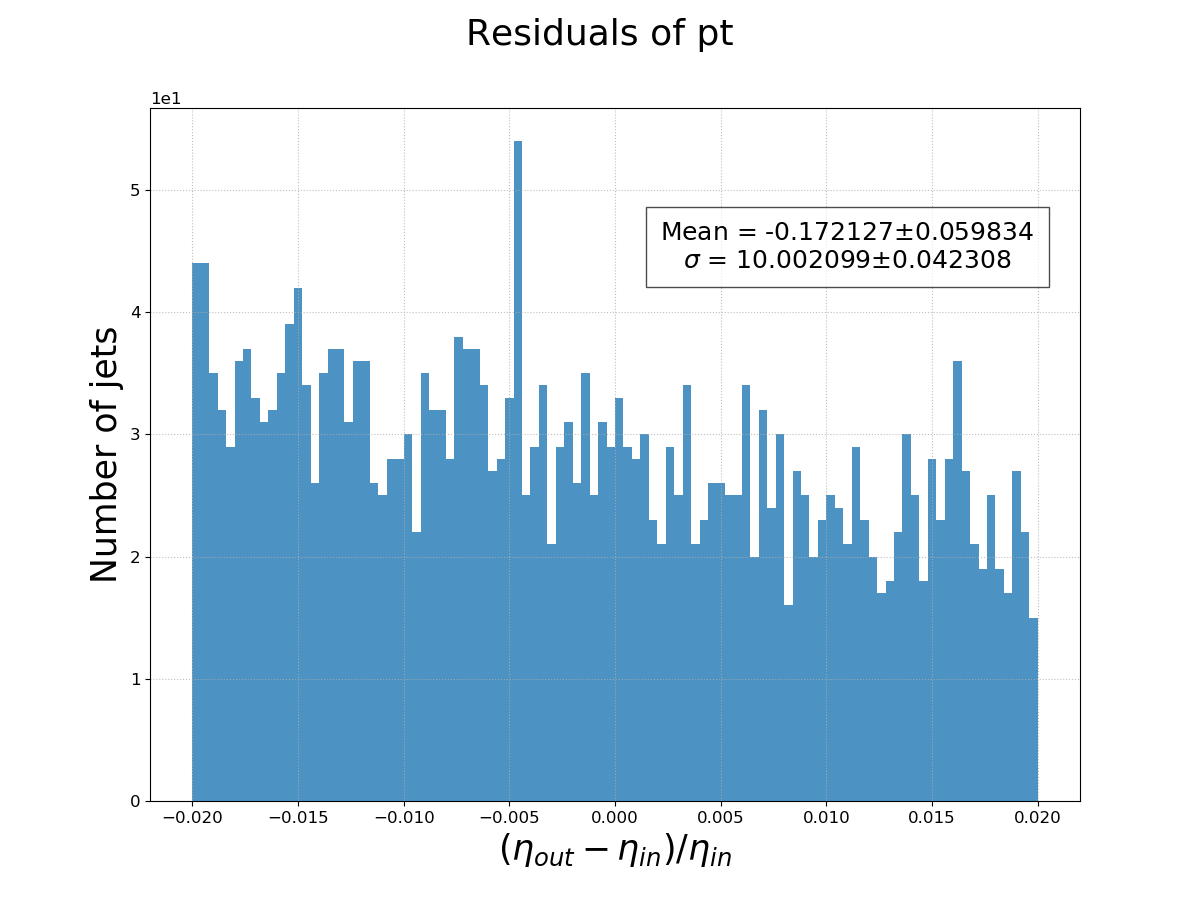 Residuals of pt
1e1
5
4
3
2
1
0
Number of jets
Mean = -0.172127±0.059834
σ = 10.002099±0.042308
−0.020 −0.015 −0.010 −0.005 0.000 0.005 0.010 0.015 0.020
(η_out − η_in)/η_in